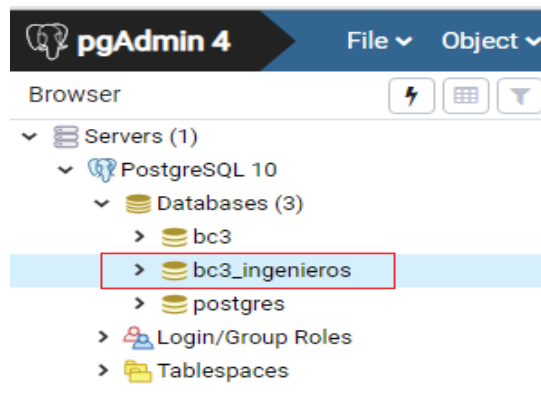 pgAdmin 4 File Object
Browser
Servers (1)
PostgreSQL 10
Databases (3)
bc3
bc3_ingenieros
postgres
Login/Group Roles
Tablespaces